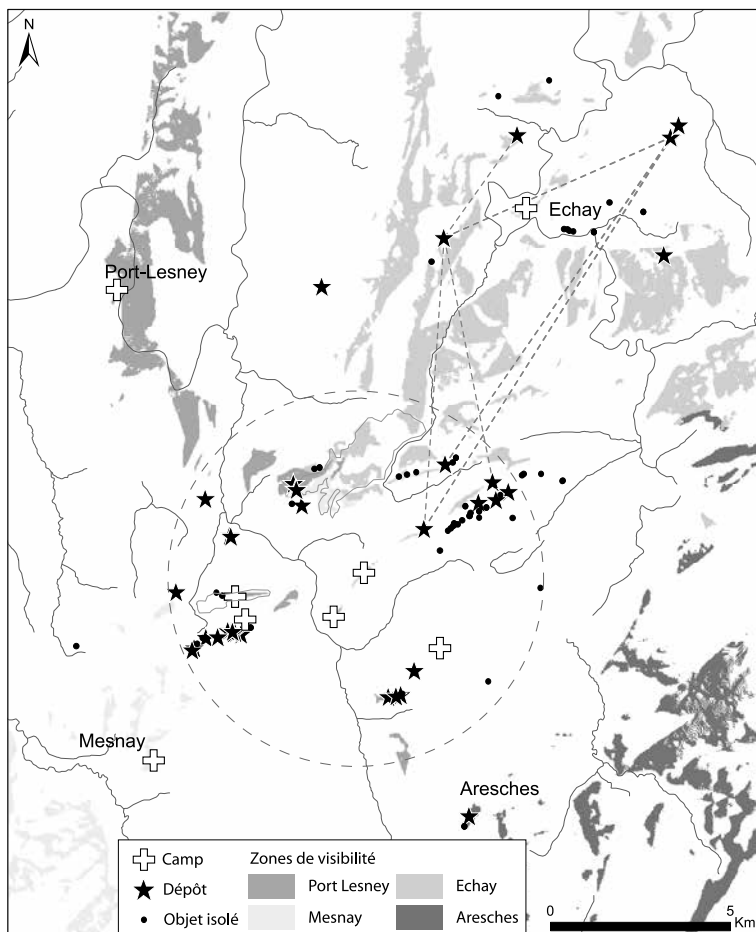 N
Echay
Port-Lesney
Mesnay
Aresches
Camp
Zones de visibilité
Dépôt
Port Lesney
Echay
Objet isolé
Mesnay
Aresches
0
5
Km